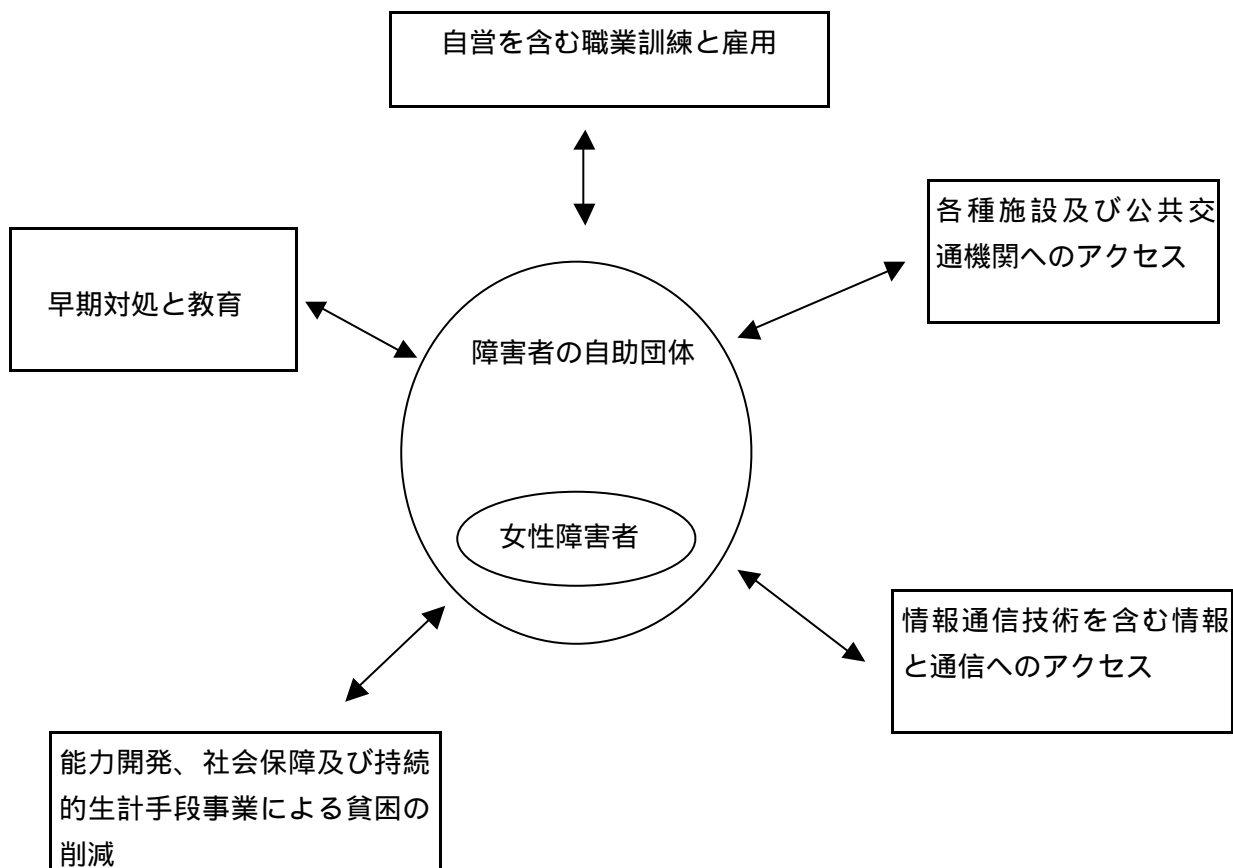 自営を含む職業訓練と雇用
各種施設及び公共交
通機関へのアクセス
早期対処と教育
障害者の自助団体
女性障害者
情報通信技術を含む情報
と通信へのアクセス
能力開発、社会保障及び持続
的生計手段事業による貧困の
削減